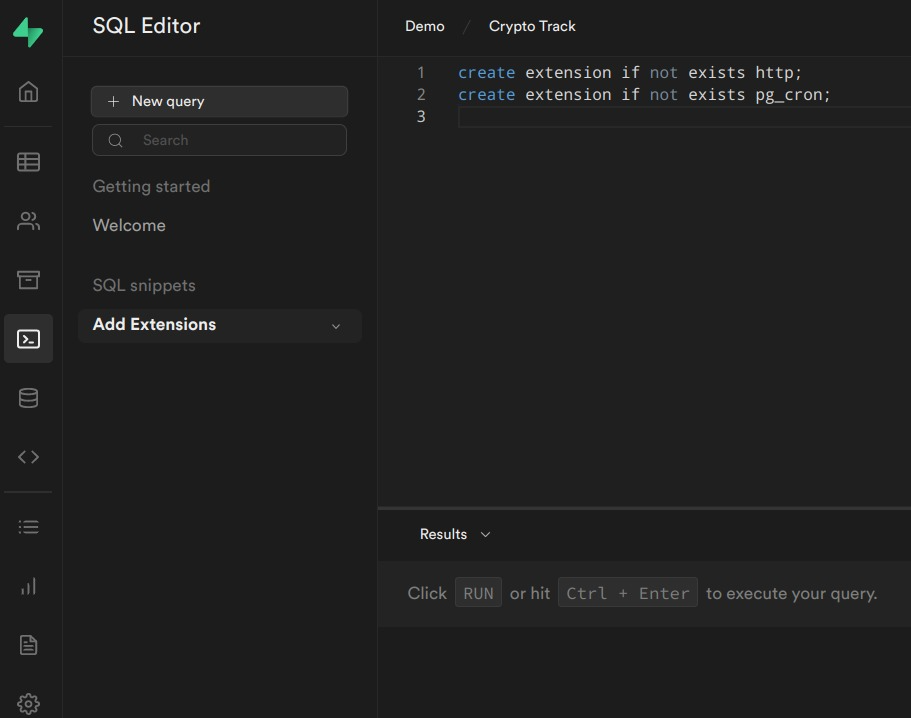 SQL Editor
Demo / Crypto Track
+ New query
Search
Getting started
Welcome
SQL snippets
Add Extensions
1 create extension if not exists http;
2 create extension if not exists pg_cron;
3
Results
Click RUN or hit Ctrl + Enter to execute your query.